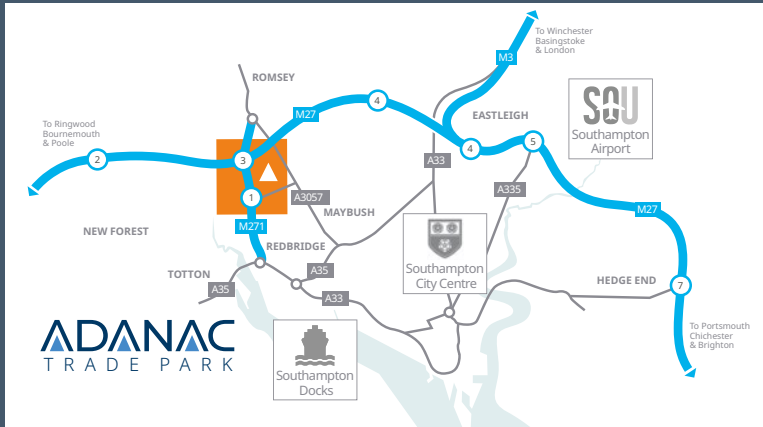 To Winchester
Basingstoke
& London
M3
ROMSEY
4
M27
EASTLEIGH
SOU
Southampton
Airport
To Ringwood
Bournemouth
& Poole
2
3
4
5
A33
A335
1
A3057
MAYBUSH
M27
NEW FOREST
M271
REDBRIDGE
Southampton
City Centre
TOTTON
A35
A35
A33
HEDGE END
7
ADANAC
TRADE PARK
Southampton
Docks
To Portsmouth
Chichester
& Brighton